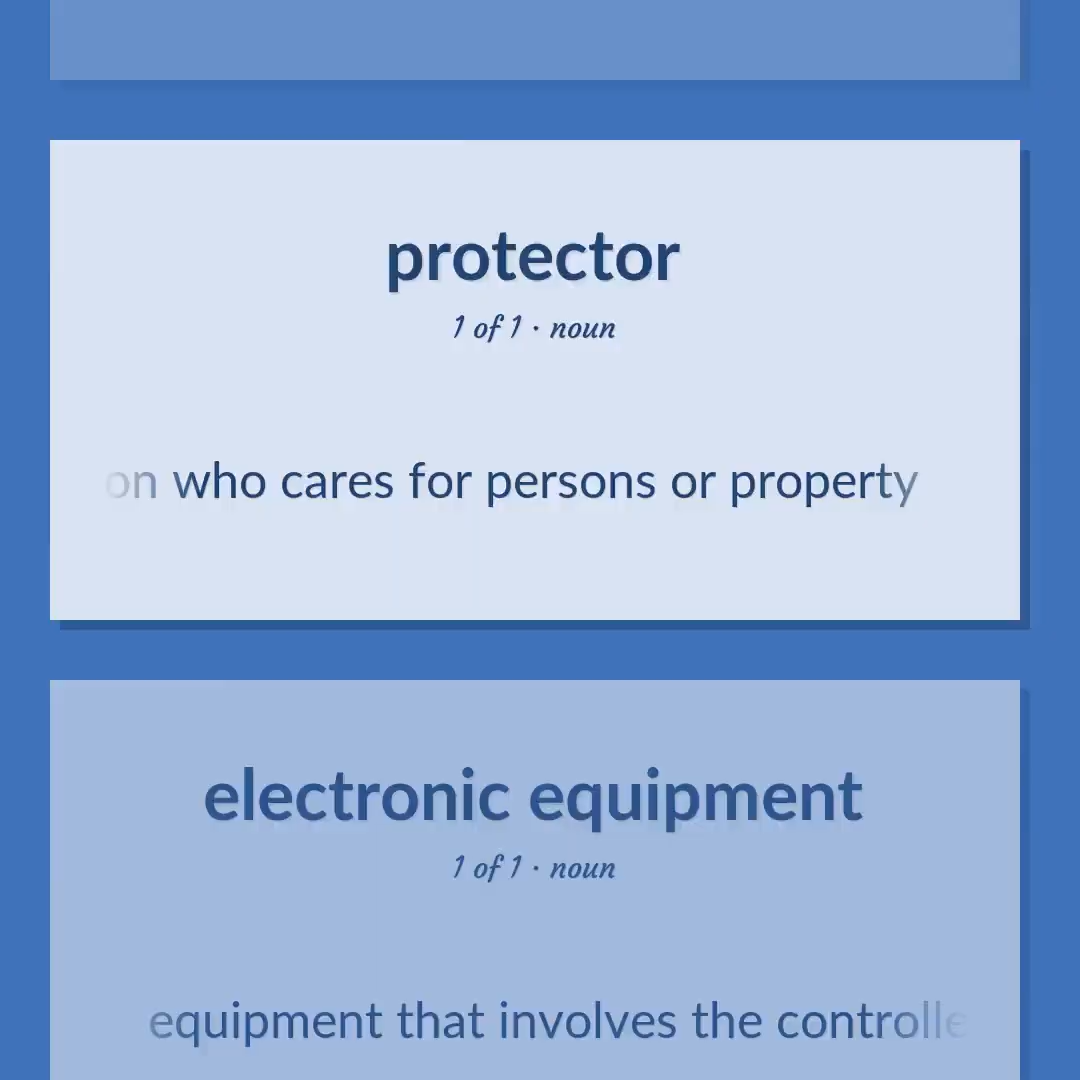 protector
1 of 1 · noun
on who cares for persons or property
electronic equipment
1 of 1 · noun
equipment that involves the controlle